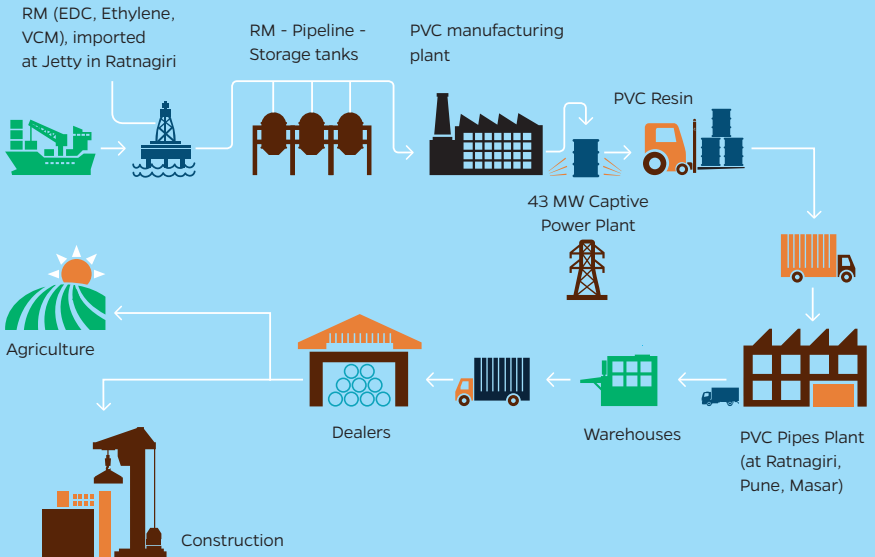 RM (EDC, Ethylene,
VCM), imported
at Jetty in Ratnagiri
RM - Pipeline -
Storage tanks
PVC manufacturing
plant
PVC Resin
43 MW Captive
Power Plant
Agriculture
Dealers
Warehouses
PVC Pipes Plant
(at Ratnagiri,
Pune, Masar)
Construction